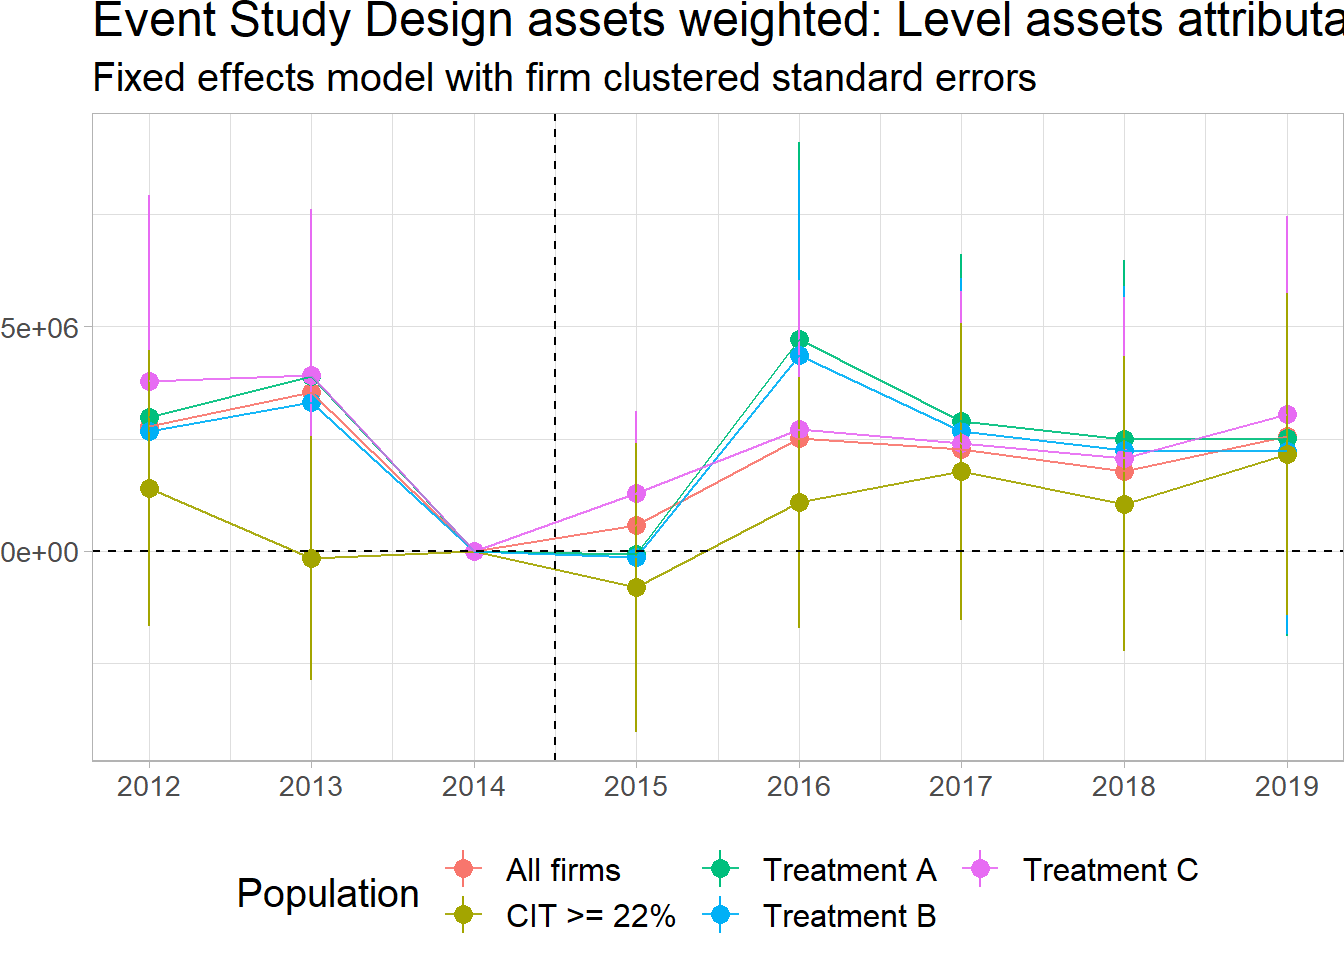 Event Study Design assets weighted: Level assets
Fixed effects model with firm clustered standard errors
5e+06
0e+00
2012 2013 2014 2015 2016 2017 2018 2019
Population
All firms Treatment A Treatment C
CIT >= 22% Treatment B